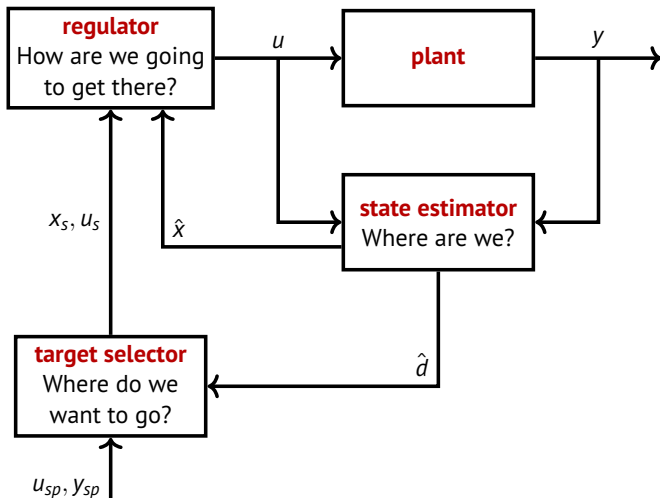 regulator
How are we going
to get there?
u
plant
y
state estimator
Where are we?
x̂
x_s, u_s
target selector
Where do we
want to go?
d̂
u_sp, y_sp